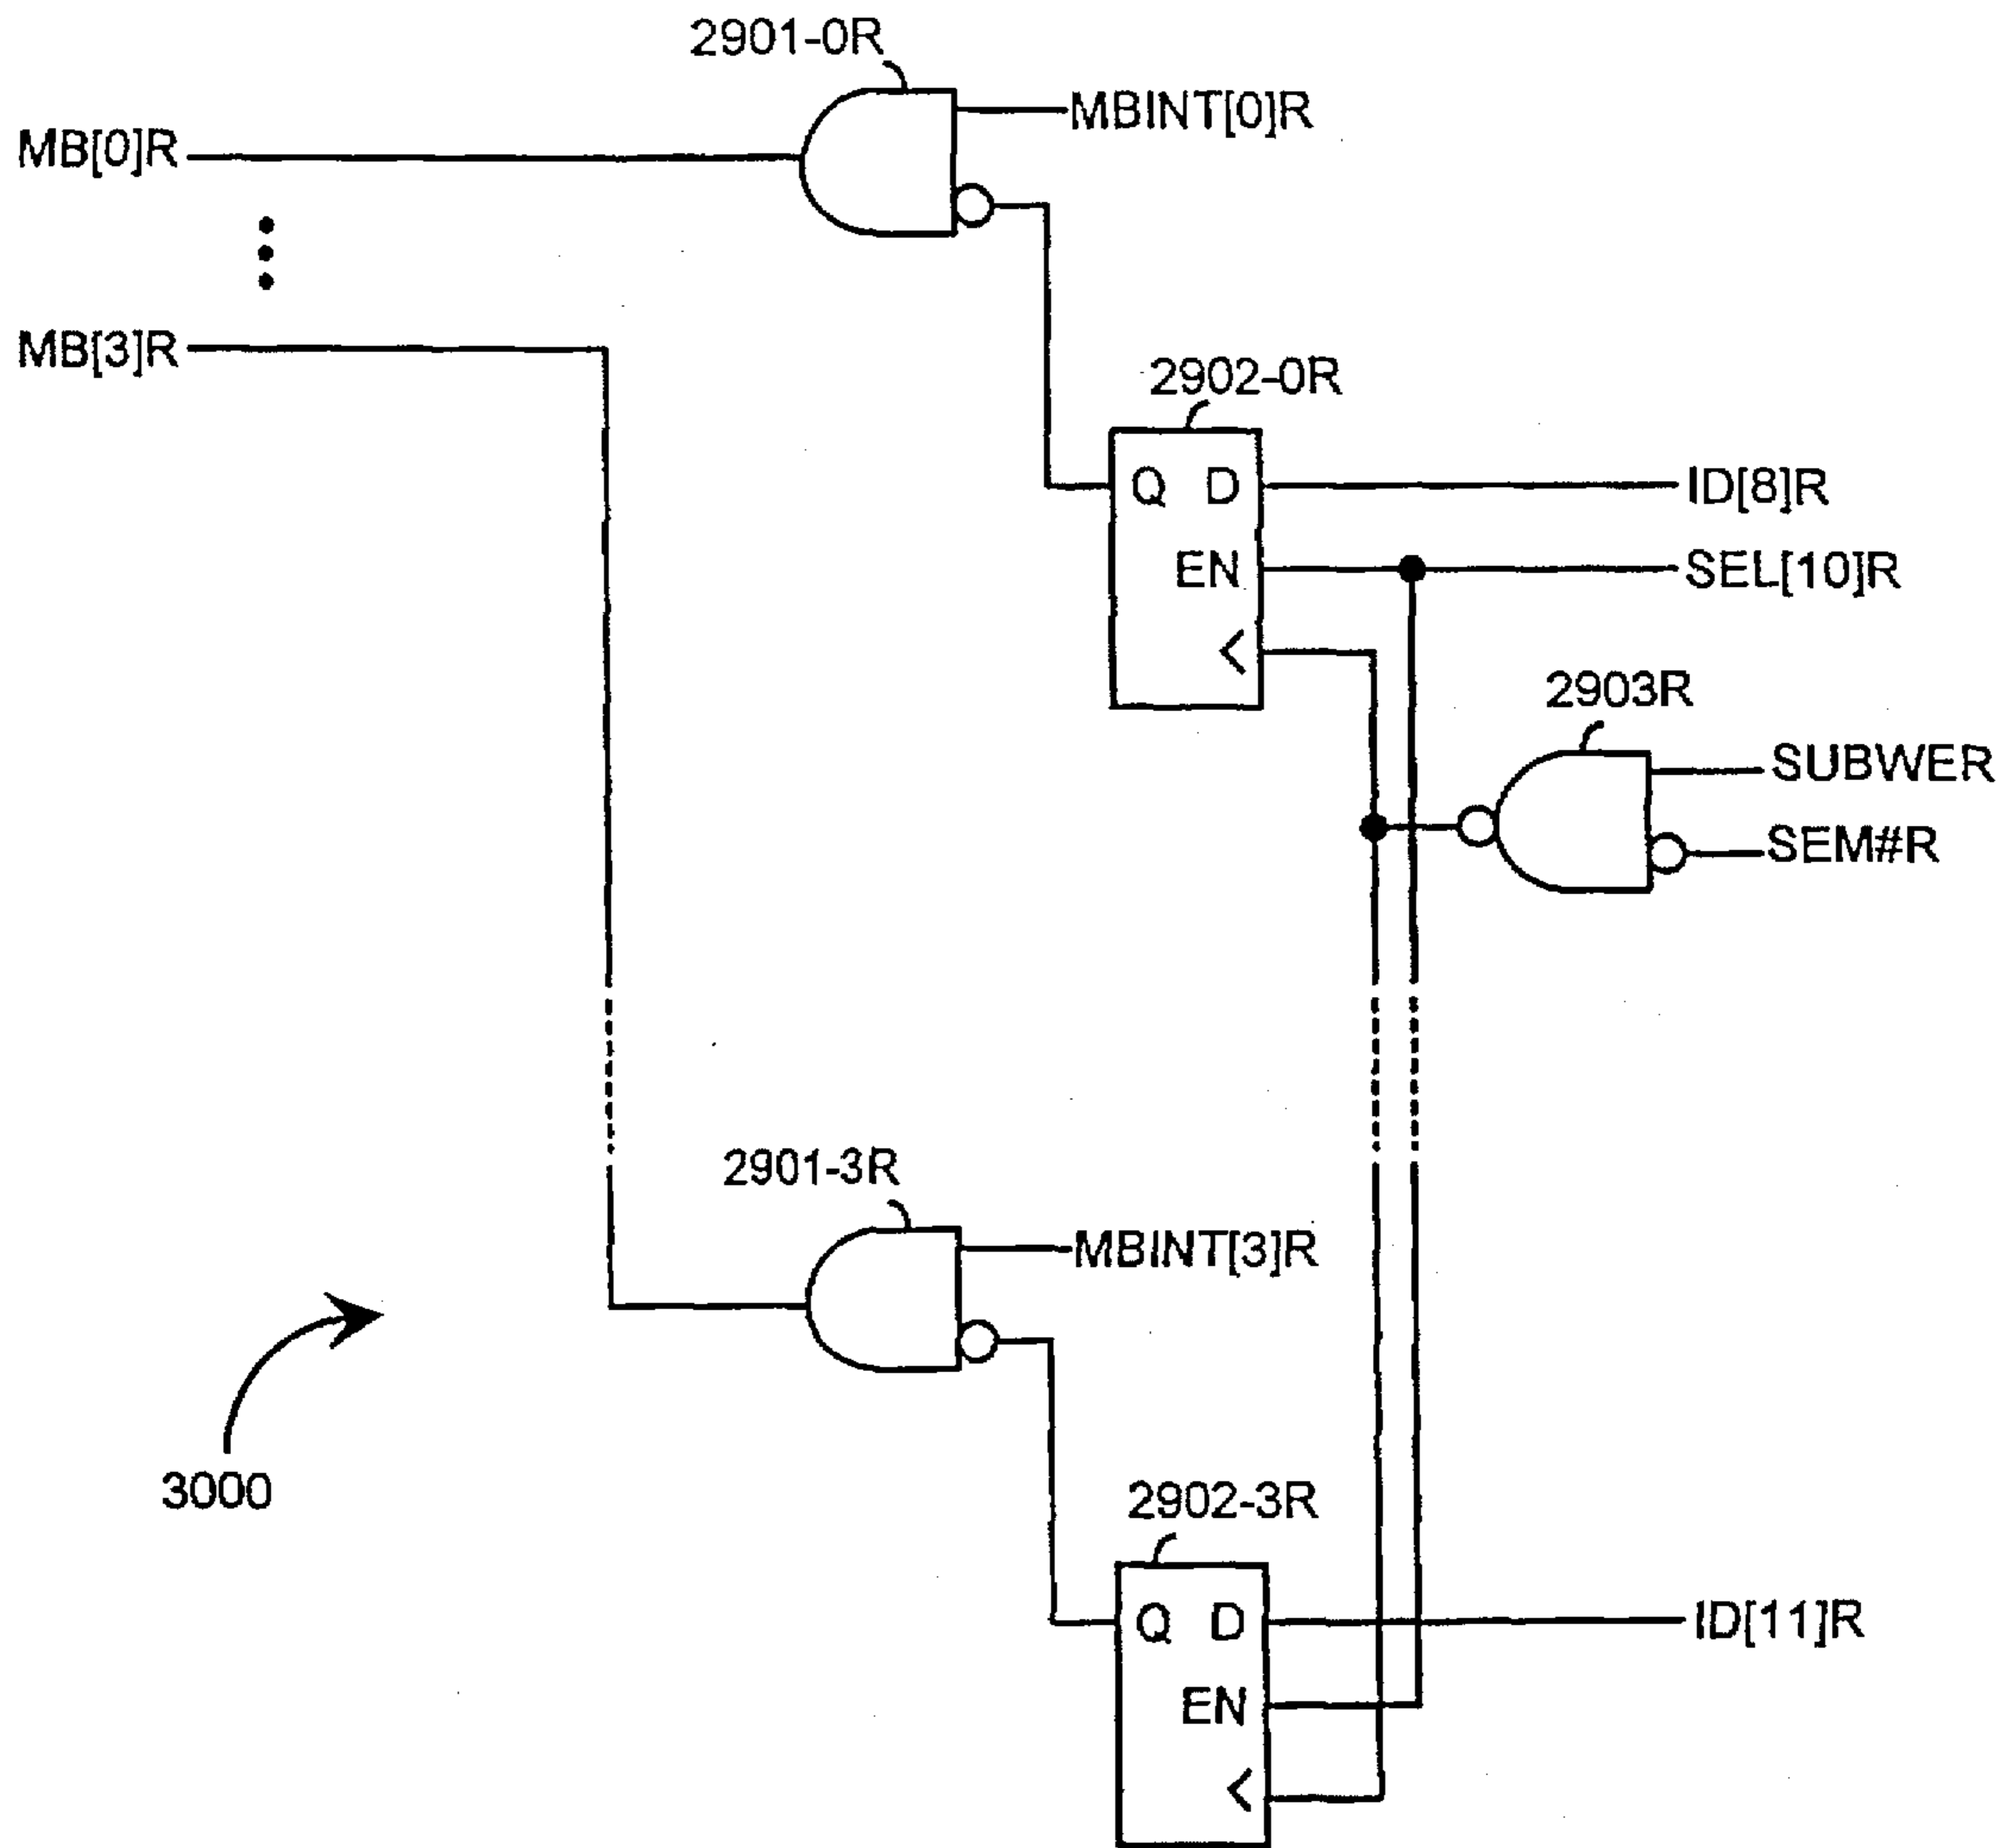 2901-0R
MBINT[0]R
MB[0]R
MB[3]R
2902-0R
Q D
ID[8]R
EN
SEL[10]R
<
2903R
SUBWER
SEM#R
2901-3R
MBINT[3]R
3000
2902-3R
Q D
ID[11]R
EN
<